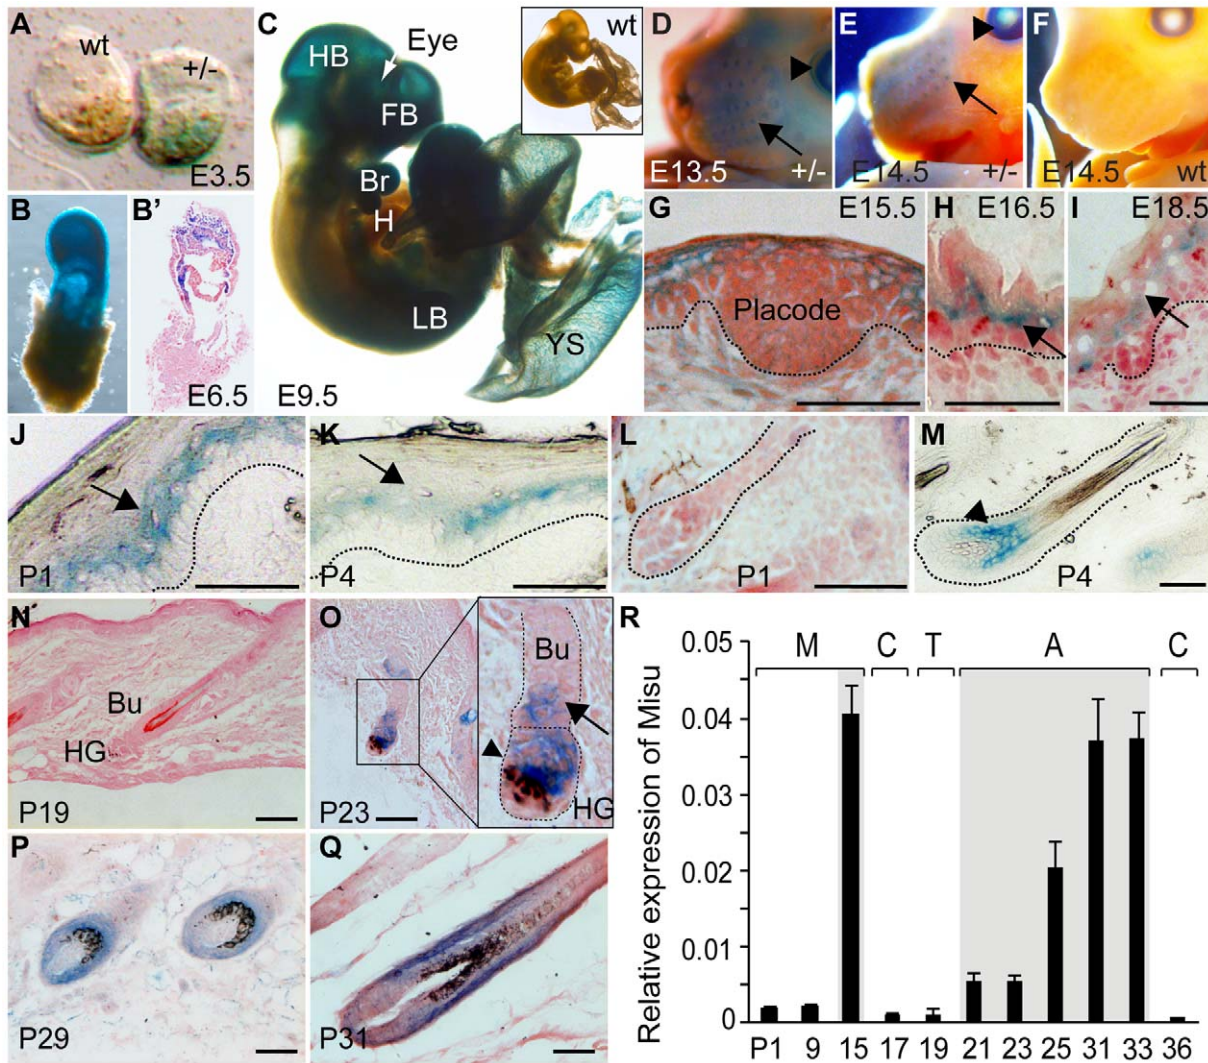 A
wt
+/-
E3.5
B
B'
E6.5
C
HB
Eye
FB
Br
H
LB
YS
E9.5
wt
D
E13.5
+/-
E
E14.5
+/-
F
E14.5
wt
G
E15.5
Placode
H
E16.5
I
E18.5
J
P1
K
P4
L
P1
M
P4
N
Bu
HG
P19
O
P23
Bu
HG
P
P29
Q
P31
R
M C T A C
Relative expression of Misu
0.05
0.04
0.03
0.02
0.01
0
P1 9 15 17 19 21 23 25 31 33 36